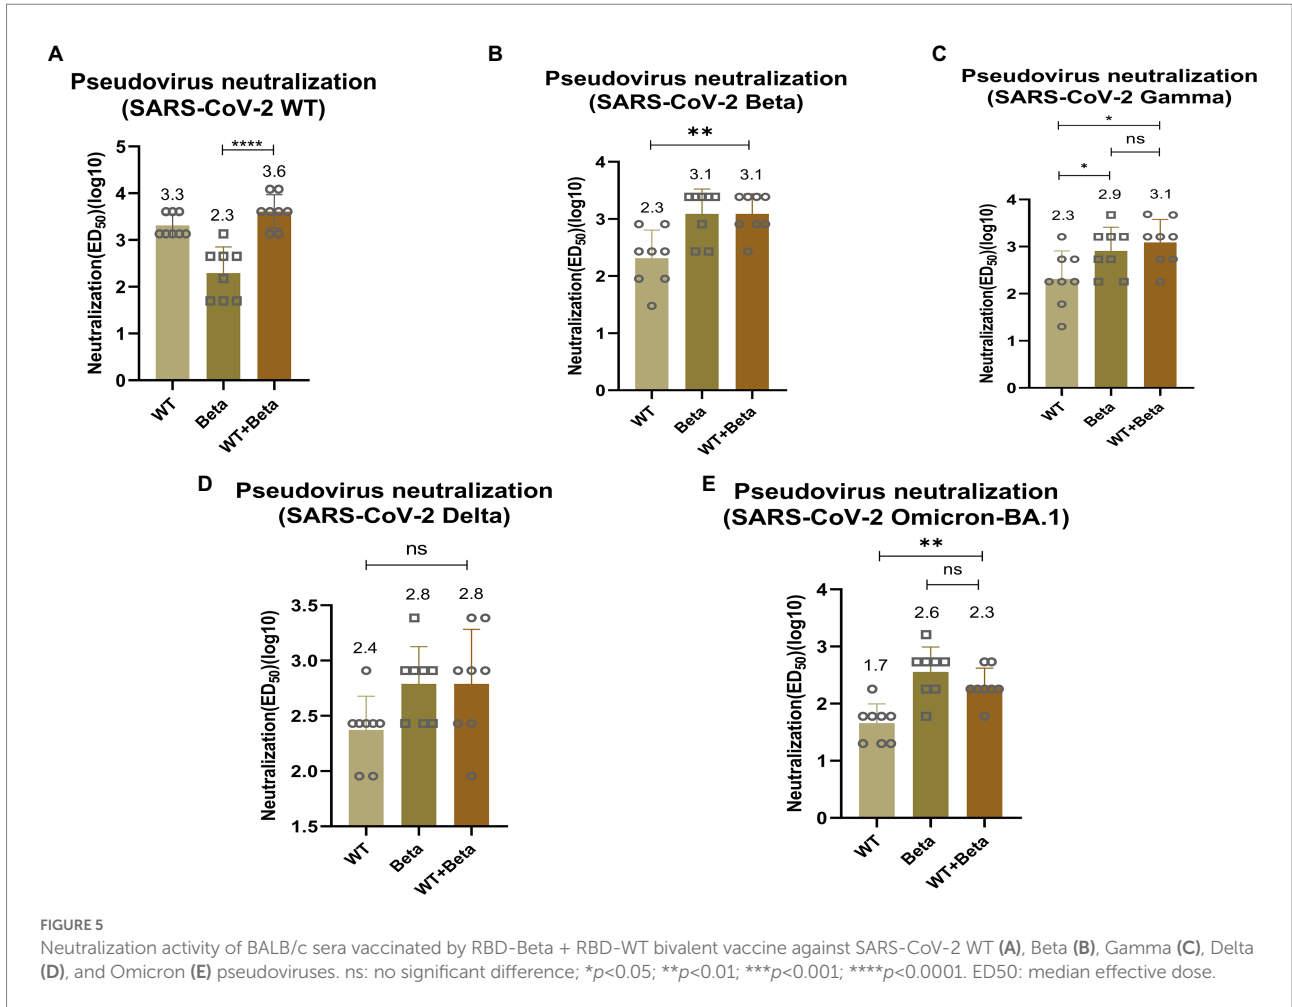 A
Pseudovirus neutralization
(SARS-CoV-2 WT)
Neutralization(ED50)(log10)
5
4
3
2
1
0
****
3.3
2.3
3.6
WT
Beta
WT+Beta
B
Pseudovirus neutralization
(SARS-CoV-2 Beta)
Neutralization(ED50)(log10)
4
3
2
1
0
**
2.3
3.1
3.1
WT
Beta
WT+Beta
C
Pseudovirus neutralization
(SARS-CoV-2 Gamma)
Neutralization(ED50)(log10)
4
3
2
1
0
*
ns
*
2.3
2.9
3.1
WT
Beta
WT+Beta
D
Pseudovirus neutralization
(SARS-CoV-2 Delta)
Neutralization(ED50)(log10)
3.5
3.0
2.5
2.0
1.5
ns
2.4
2.8
2.8
WT
Beta
WT+Beta
E
Pseudovirus neutralization
(SARS-CoV-2 Omicron-BA.1)
Neutralization(ED50)(log10)
4
3
2
1
0
**
ns
1.7
2.6
2.3
WT
Beta
WT+Beta
FIGURE 5
Neutralization activity of BALB/c sera vaccinated by RBD-Beta + RBD-WT bivalent vaccine against SARS-CoV-2 WT (A), Beta (B), Gamma (C), Delta
(D), and Omicron (E) pseudoviruses. ns: no significant difference; *p<0.05; **p<0.01; ***p<0.001; ****p<0.0001. ED50: median effective dose.